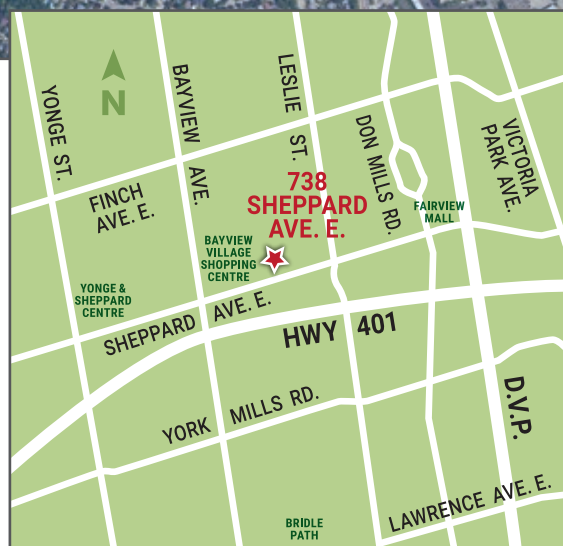 N
YONGE ST.
BAYVIEW
AVE.
LESLIE
ST.
DON MILLS RD.
VICTORIA
PARK AVE.
FINCH
AVE. E.
738
SHEPPARD
AVE. E.
FAIRVIEW
MALL
BAYVIEW
VILLAGE
SHOPPING
CENTRE
YONGE &
SHEPPARD
CENTRE
SHEPPARD AVE. E.
HWY 401
YORK MILLS RD.
D.V.P.
LAWRENCE AVE. E.
BRIDLE
PATH